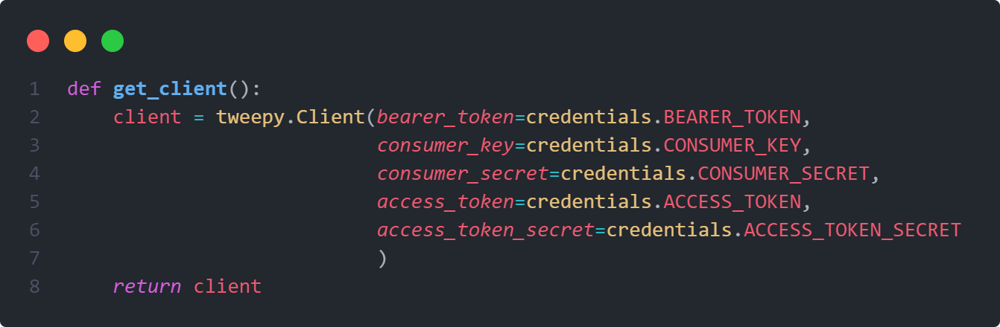 1 def get_client():
2     client = tweepy.Client(bearer_token=credentials.BEARER_TOKEN,
3                            consumer_key=credentials.CONSUMER_KEY,
4                            consumer_secret=credentials.CONSUMER_SECRET,
5                            access_token=credentials.ACCESS_TOKEN,
6                            access_token_secret=credentials.ACCESS_TOKEN_SECRET
7                            )
8     return client